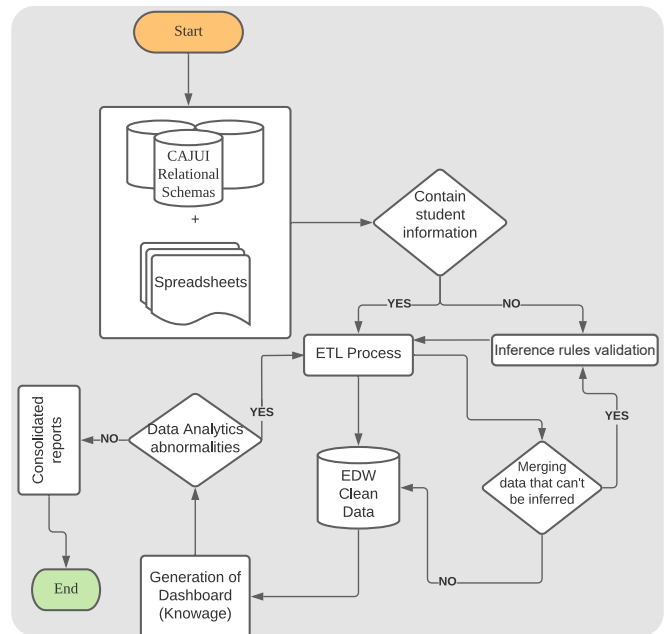 Start
CAJUI
Relational
Schemas
+
Spreadsheets
Contain
student
information
YES
NO
ETL Process
Inference rules validation
YES
Data Analytics
abnormalities
NO
Consolidated
reports
YES
Merging
data that can't
be inferred
EDW
Clean
Data
NO
Generation of
Dashboard
(Knowage)
End